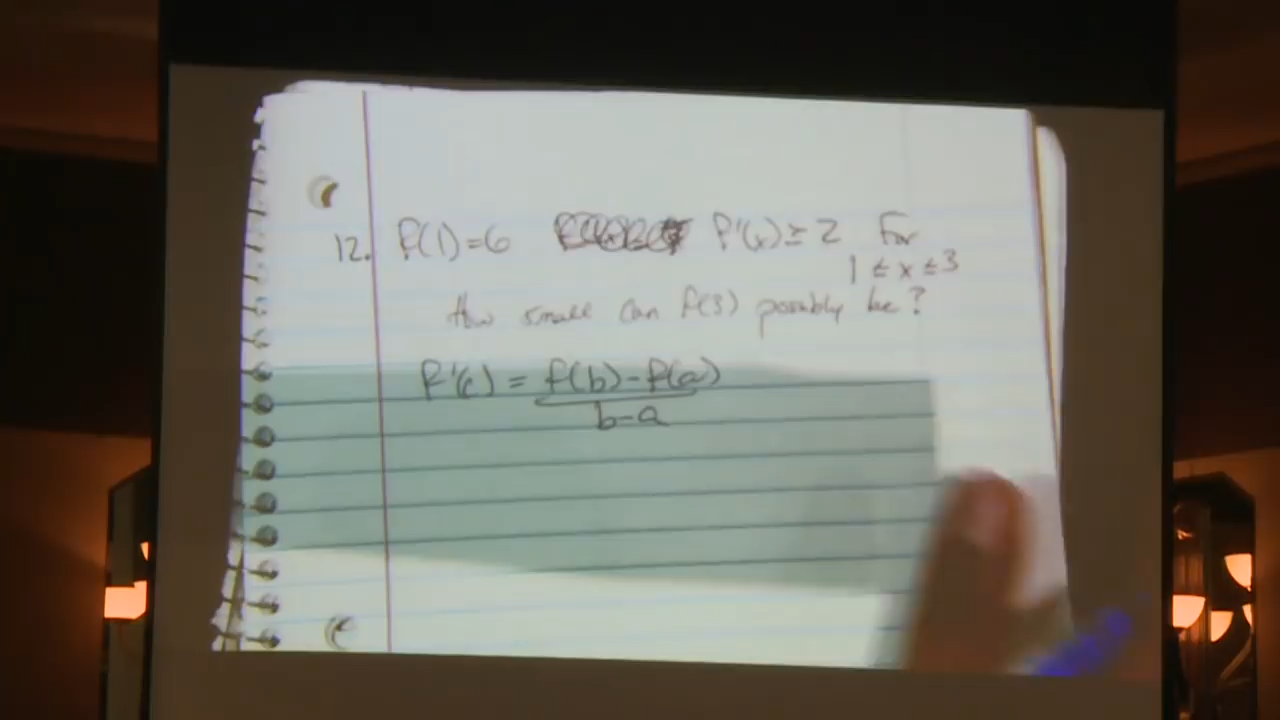 12. f(1)=6 f'(x)≥2 For
1≤x≤3
How small can f(3) possibly be?
f'(c) = f(b)-f(a)
b-a